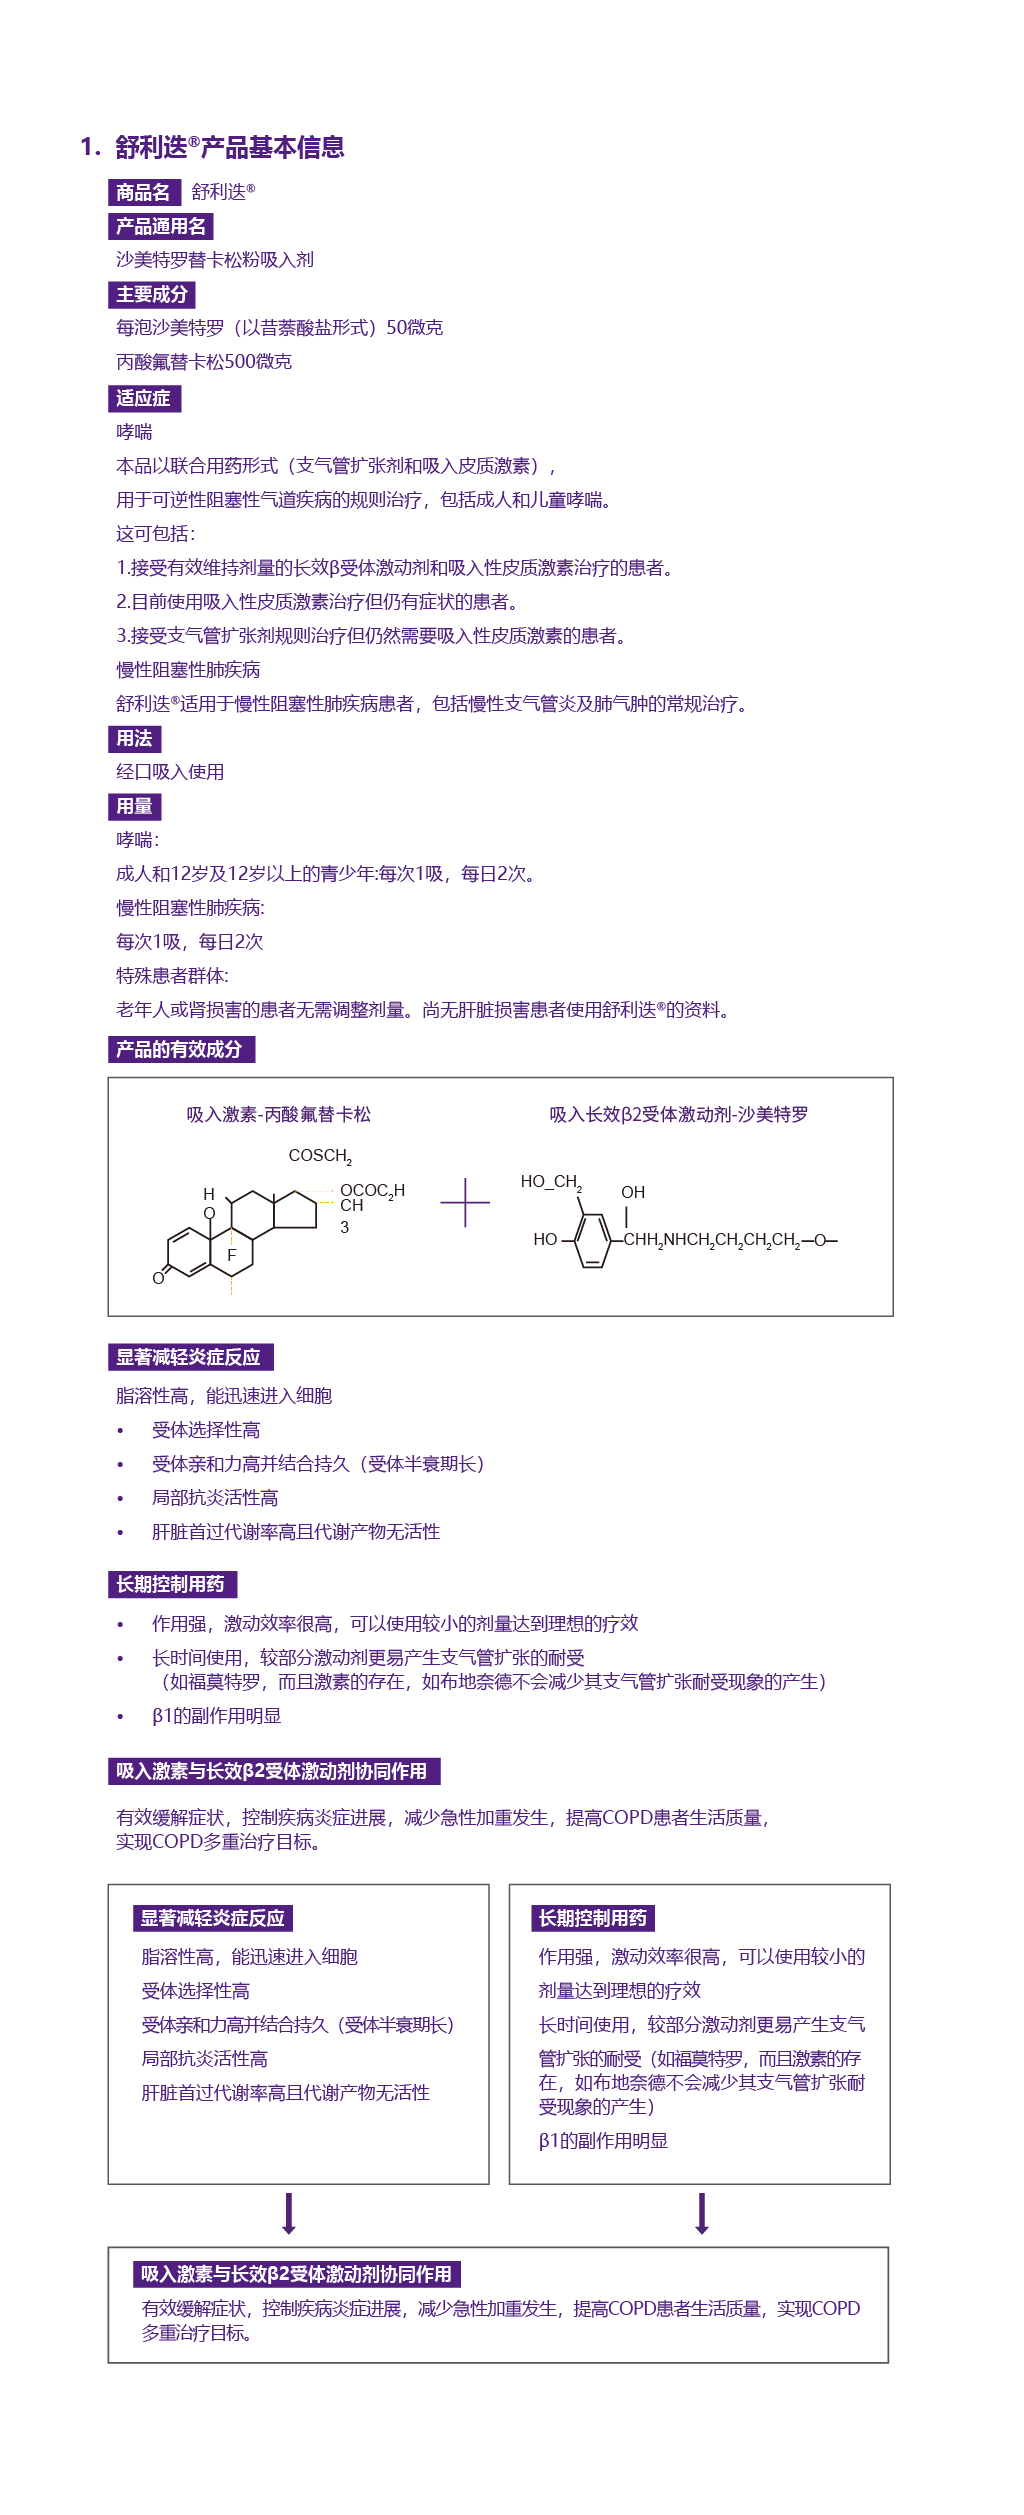 1. 舒利迭®产品基本信息
商品名 舒利迭®
产品通用名
沙美特罗替卡松粉吸入剂
主要成分
每泡沙美特罗（以昔萘酸盐形式）50微克
丙酸氟替卡松500微克
适应症
哮喘
本品以联合用药形式（支气管扩张剂和吸入皮质激素），
用于可逆性阻塞性气道疾病的规则治疗，包括成人和儿童哮喘。
这可包括：
1.接受有效维持剂量的长效β受体激动剂和吸入性皮质激素治疗的患者。
2.目前使用吸入性皮质激素治疗但仍有症状的患者。
3.接受支气管扩张剂规则治疗但仍然需要吸入性皮质激素的患者。
慢性阻塞性肺疾病
舒利迭®适用于慢性阻塞性肺疾病患者，包括慢性支气管炎及肺气肿的常规治疗。
用法
经口吸入使用
用量
哮喘：
成人和12岁及12岁以上的青少年:每次1吸，每日2次。
慢性阻塞性肺疾病:
每次1吸，每日2次
特殊患者群体:
老年人或肾损害的患者无需调整剂量。尚无肝脏损害患者使用舒利迭®的资料。
产品的有效成分
吸入激素-丙酸氟替卡松
COSCH2
H
O
OCOC2H
CH
3
F
O
吸入长效β2受体激动剂-沙美特罗
HO_CH2
OH
HO
CHH2NHCH2CH2CH2CH2—O—
显著减轻炎症反应
脂溶性高，能迅速进入细胞
• 受体选择性高
• 受体亲和力高并结合持久（受体半衰期长）
• 局部抗炎活性高
• 肝脏首过代谢率高且代谢产物无活性
长期控制用药
• 作用强，激动效率很高，可以使用较小的剂量达到理想的疗效
• 长时间使用，较部分激动剂更易产生支气管扩张的耐受
（如福莫特罗，而且激素的存在，如布地奈德不会减少其支气管扩张耐受现象的产生）
• β1的副作用明显
吸入激素与长效β2受体激动剂协同作用
有效缓解症状，控制疾病炎症进展，减少急性加重发生，提高COPD患者生活质量，
实现COPD多重治疗目标。
显著减轻炎症反应
脂溶性高，能迅速进入细胞
受体选择性高
受体亲和力高并结合持久（受体半衰期长）
局部抗炎活性高
肝脏首过代谢率高且代谢产物无活性
长期控制用药
作用强，激动效率很高，可以使用较小的
剂量达到理想的疗效
长时间使用，较部分激动剂更易产生支气
管扩张的耐受（如福莫特罗，而且激素的存
在，如布地奈德不会减少其支气管扩张耐
受现象的产生）
β1的副作用明显
吸入激素与长效β2受体激动剂协同作用
有效缓解症状，控制疾病炎症进展，减少急性加重发生，提高COPD患者生活质量，实现COPD
多重治疗目标。